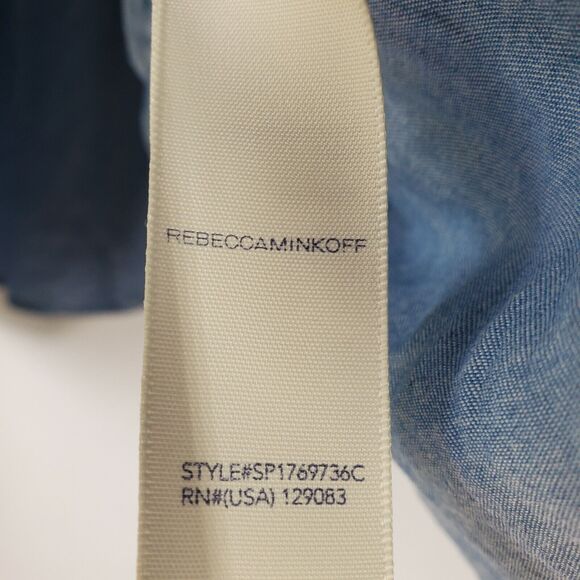 REBECCAMINKOFF
STYLE#SP1769736C
RN#(USA) 129083